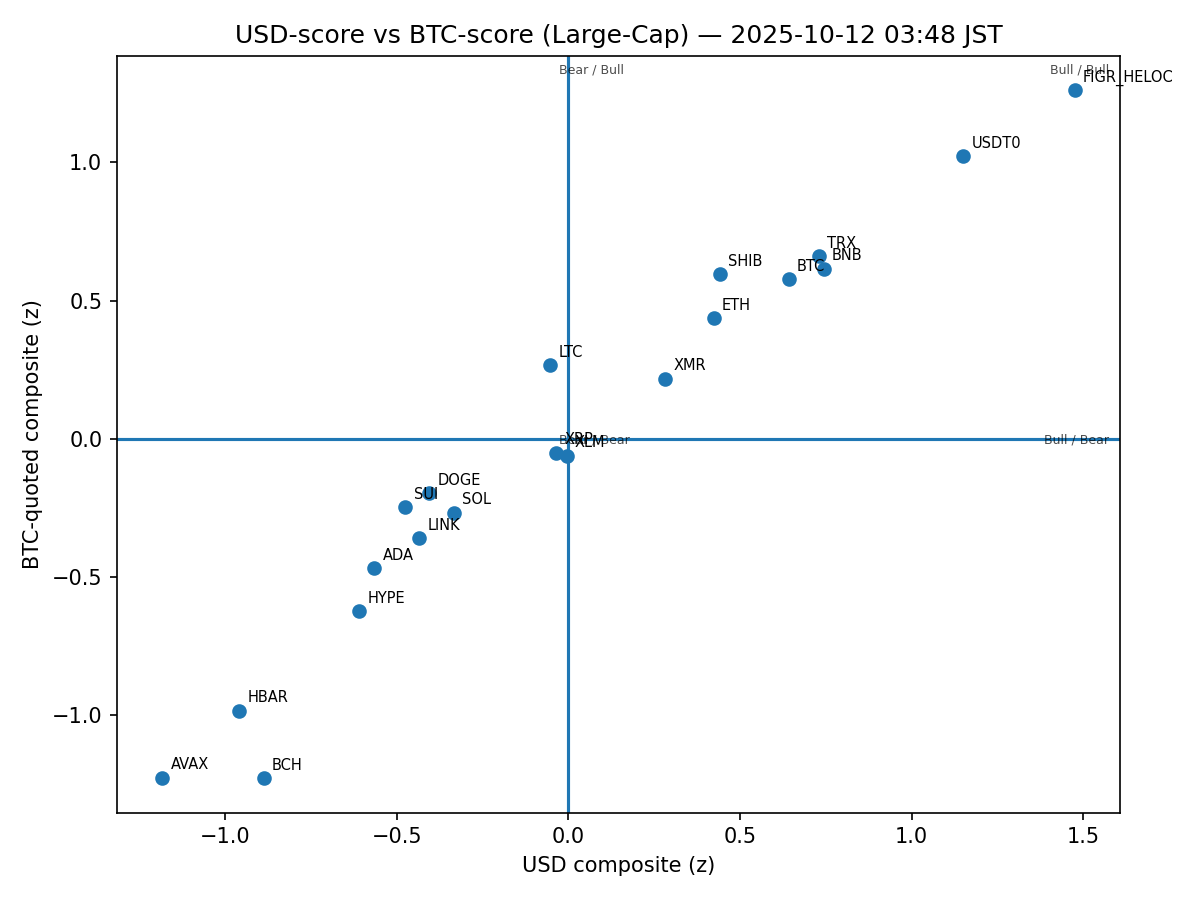 USD-score vs BTC-score (Large-Cap) — 2025-10-12 03:48 JST
Bear / Bull
Bull / Bull
FIGR_HELOC
USDT0
1.0
TRX
BNB
SHIB
BTC
0.5
ETH
LTC
XMR
BTC-quoted composite (z)
0.0
XRP
XLM
Bear / Bear
Bull / Bear
DOGE
SUI
SOL
LINK
ADA
−0.5
HYPE
HBAR
−1.0
AVAX
BCH
−1.0
−0.5
0.0
0.5
1.0
1.5
USD composite (z)